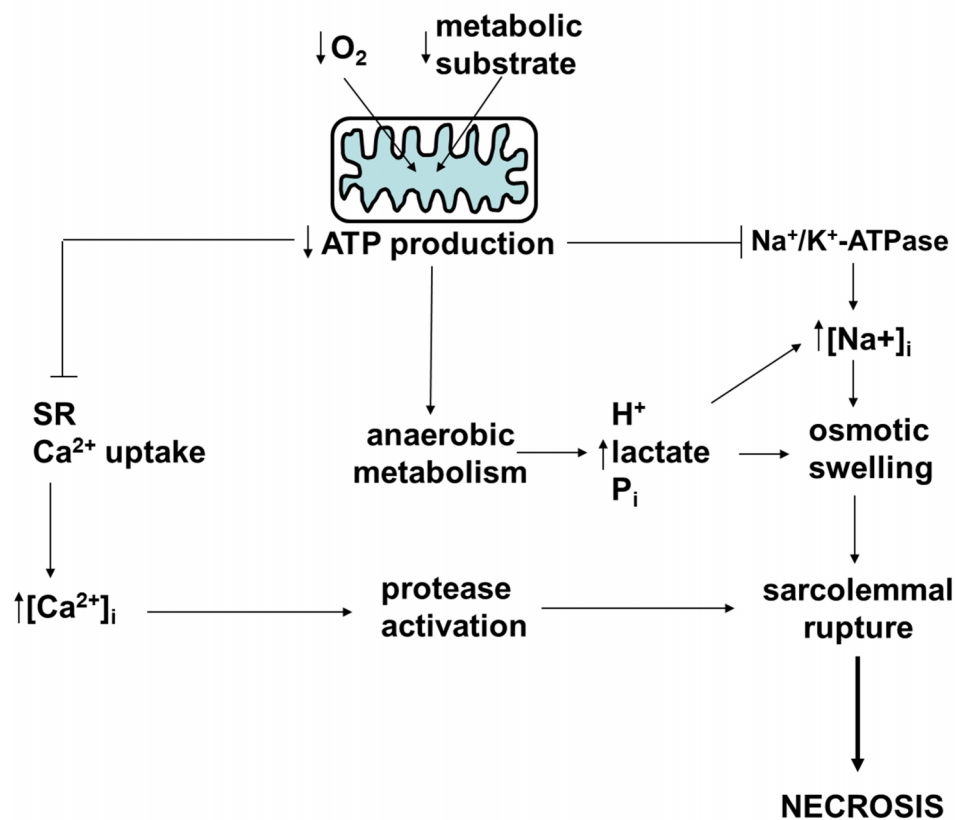 ↓O₂
↓metabolic
substrate
↓ATP production
Na⁺/K⁺-ATPase
↑[Na+]ᵢ
SR
Ca²⁺ uptake
anaerobic
metabolism
H⁺
↑lactate
Pᵢ
osmotic
swelling
↑[Ca²⁺]ᵢ
protease
activation
sarcolemmal
rupture
NECROSIS